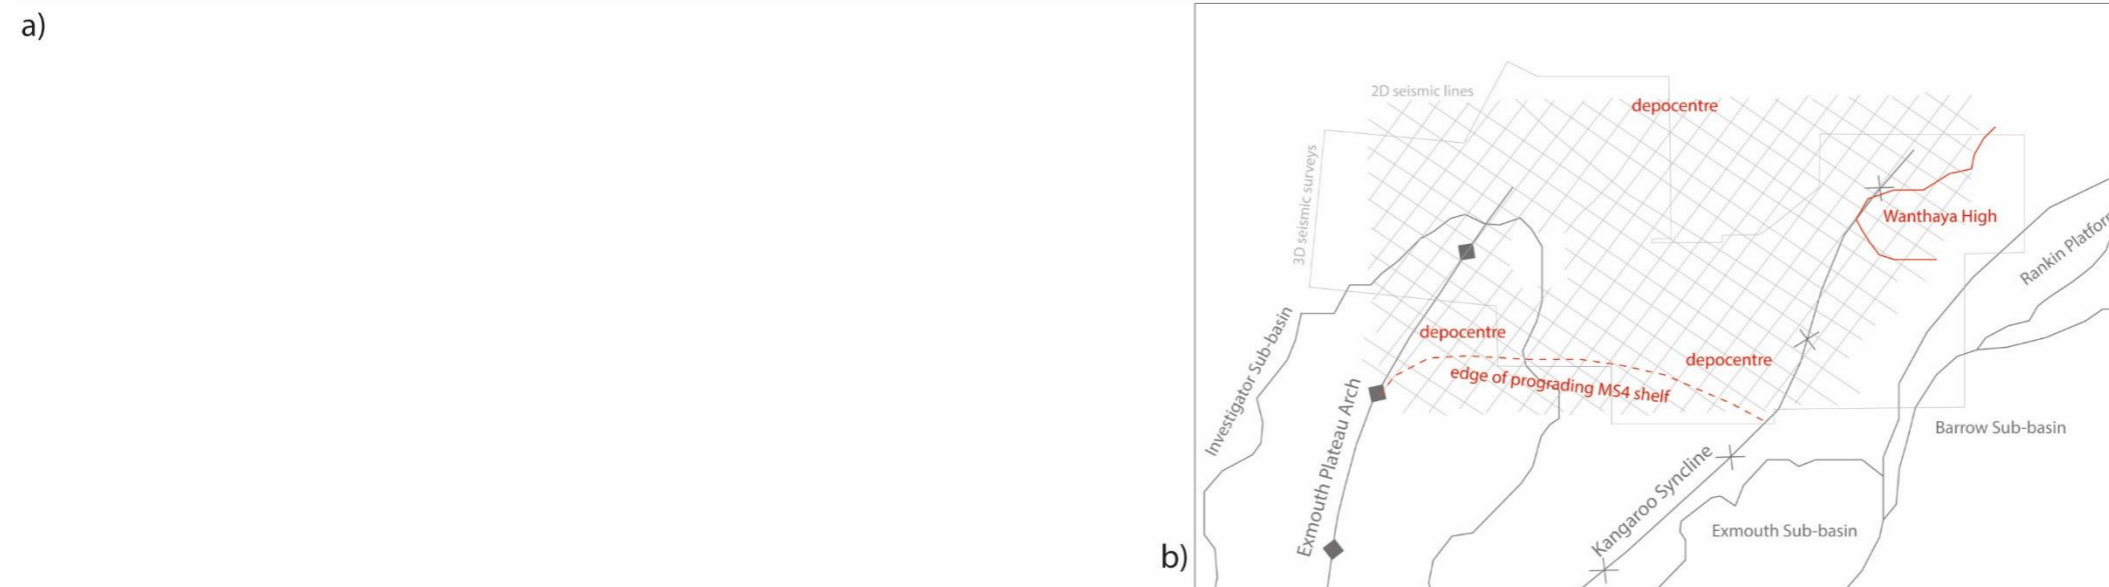 a)
2D seismic lines
depocentre
3D seismic surveys
Wanthaya High
Rankin Platform
Investigator Sub-basin
depocentre
depocentre
edge of prograding MS4 shelf
Exmouth Plateau Arch
Barrow Sub-basin
Kangaroo Syncline
Exmouth Sub-basin
b)